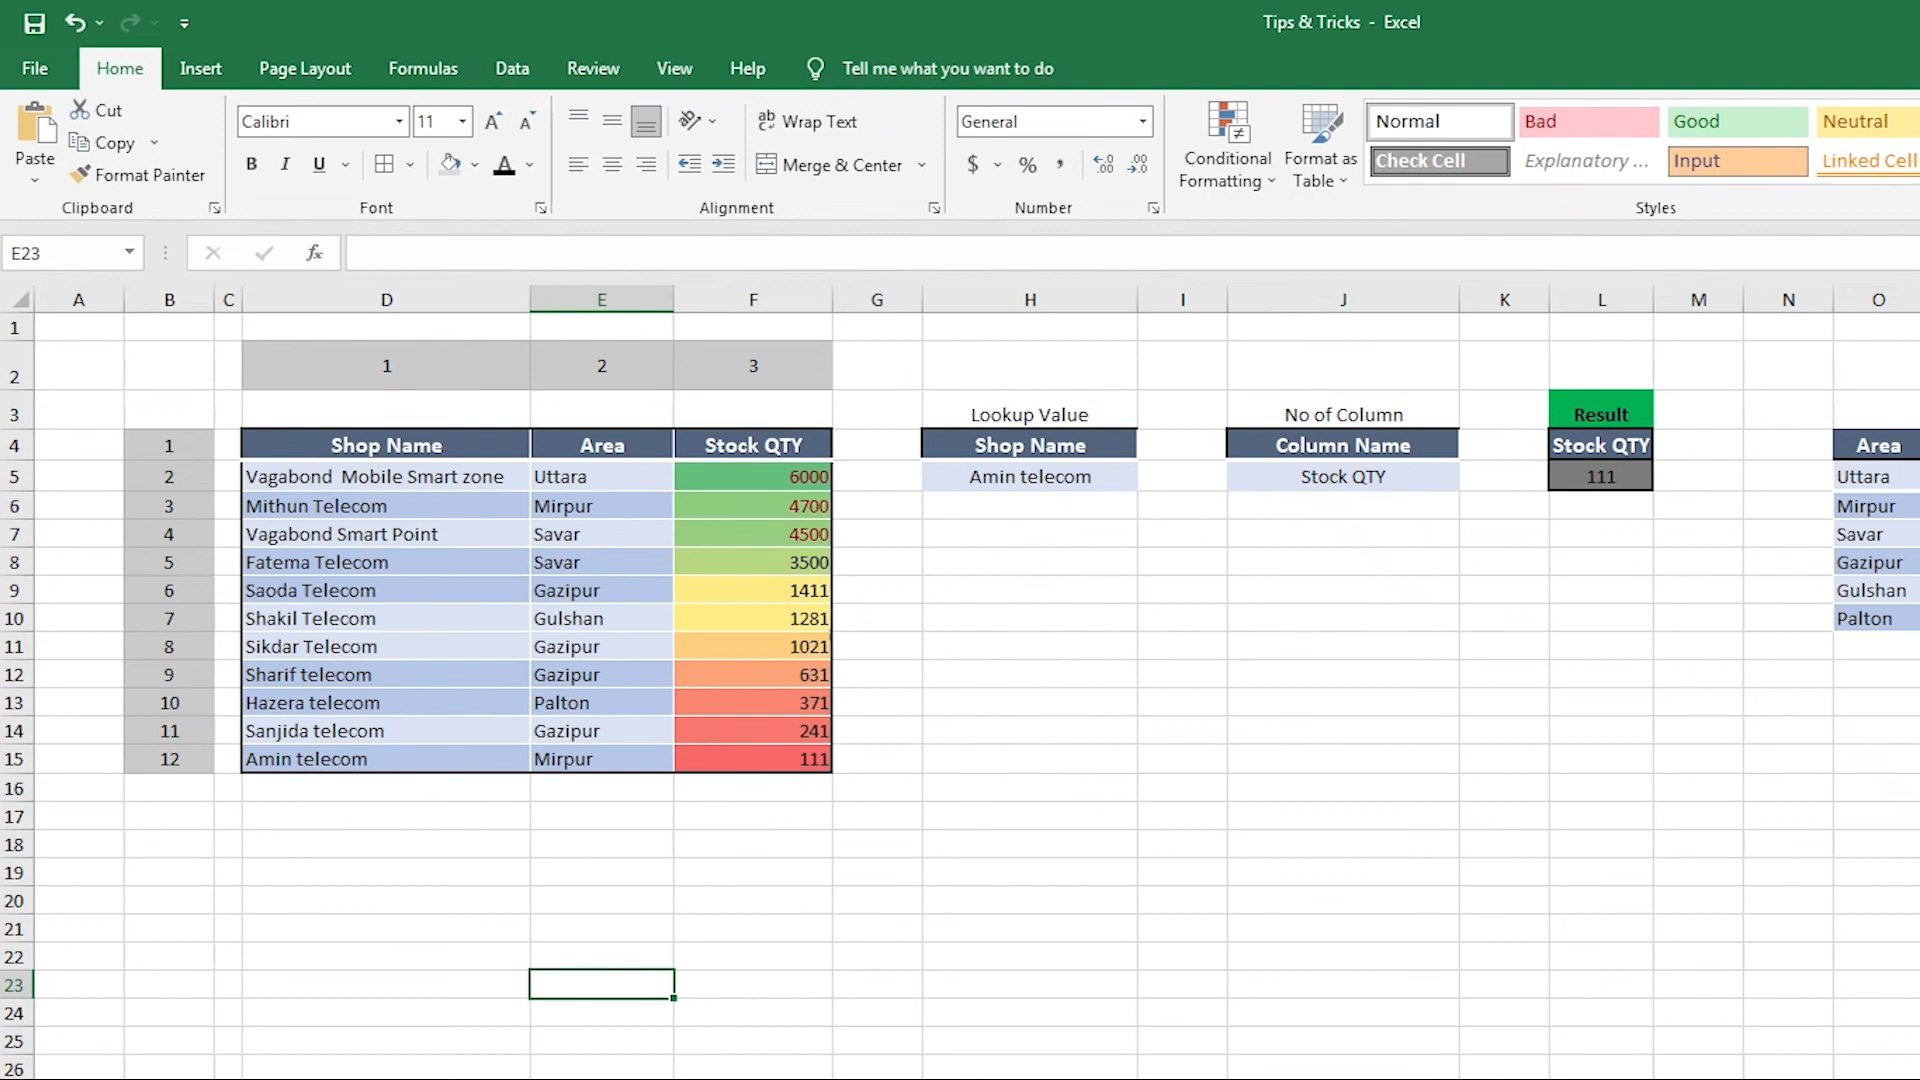 Tips & Tricks - Excel
File Home Insert Page Layout Formulas Data Review View Help Tell me what you want to do
Paste
Cut
Copy
Format Painter
Clipboard
Calibri 11 A A
B I U A
Font
ab Wrap Text
Merge & Center
Alignment
General
$ % , .00 .00
Number
Conditional Formatting
Format as Table
Normal Bad Good Neutral
Check Cell Explanatory ... Input Linked Cell
Styles
E23 fx
A B C D E F G H I J K L M N O
1
2 1 2 3
3 Lookup Value No of Column Result
4 1 Shop Name Area Stock QTY Shop Name Column Name Stock QTY Area
5 2 Vagabond  Mobile Smart zone Uttara 6000 Amin telecom Stock QTY 111 Uttara
6 3 Mithun Telecom Mirpur 4700 Mirpur
7 4 Vagabond Smart Point Savar 4500 Savar
8 5 Fatema Telecom Savar 3500 Gazipur
9 6 Saoda Telecom Gazipur 1411 Gulshan
10 7 Shakil Telecom Gulshan 1281 Palton
11 8 Sikdar Telecom Gazipur 1021
12 9 Sharif telecom Gazipur 631
13 10 Hazera telecom Palton 371
14 11 Sanjida telecom Gazipur 241
15 12 Amin telecom Mirpur 111
16
17
18
19
20
21
22
23
24
25
26